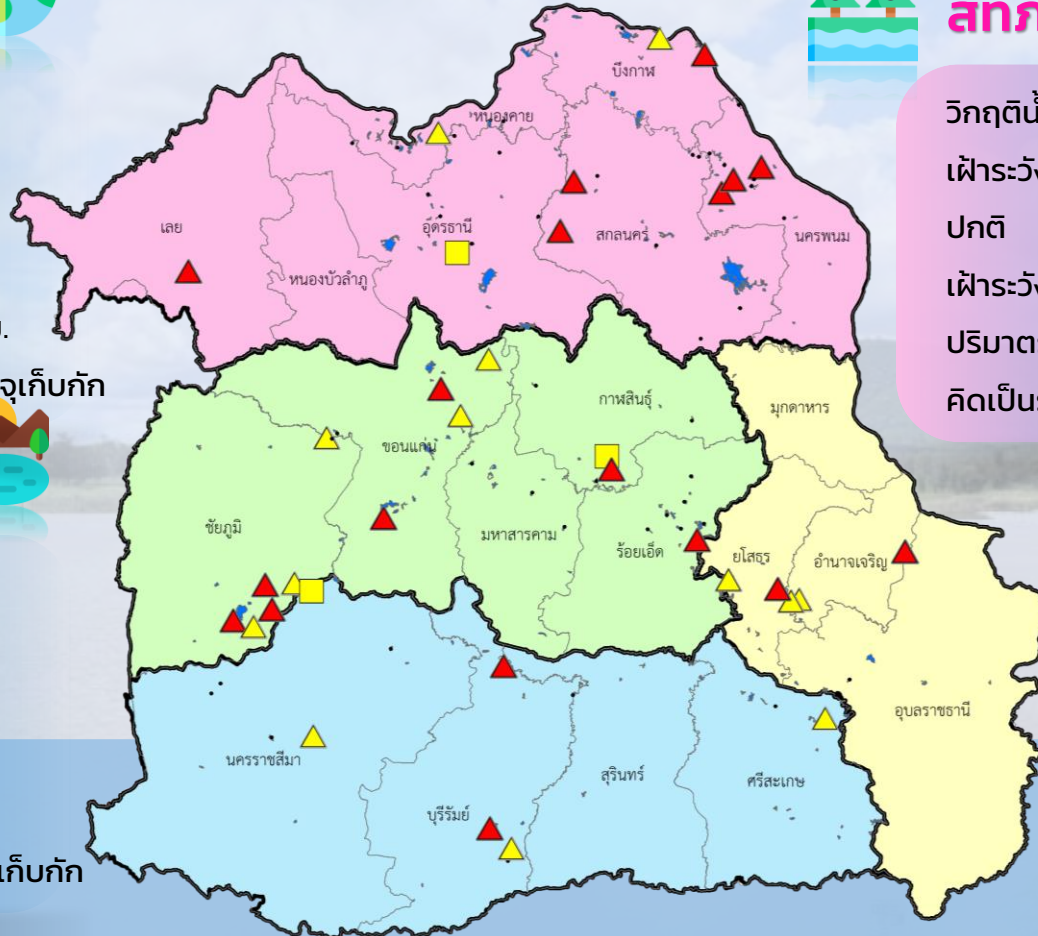 สทภ
วิกฤติน้
เฝ้าระวัง
ปกติ
เฝ้าระวัง
ปริมาตร
คิดเป็นร
จุเก็บกัก
เก็บกัก
บึงกาฬ
หนองคาย
เลย
อุดรธานี
สกลนคร
นครพนม
หนองบัวลำภู
กาฬสินธุ์
มุกดาหาร
ขอนแก่น
ชัยภูมิ
มหาสารคาม
ร้อยเอ็ด
ยโสธร
อำนาจเจริญ
อุบลราชธานี
นครราชสีมา
สุรินทร์
ศรีสะเกษ
บุรีรัมย์